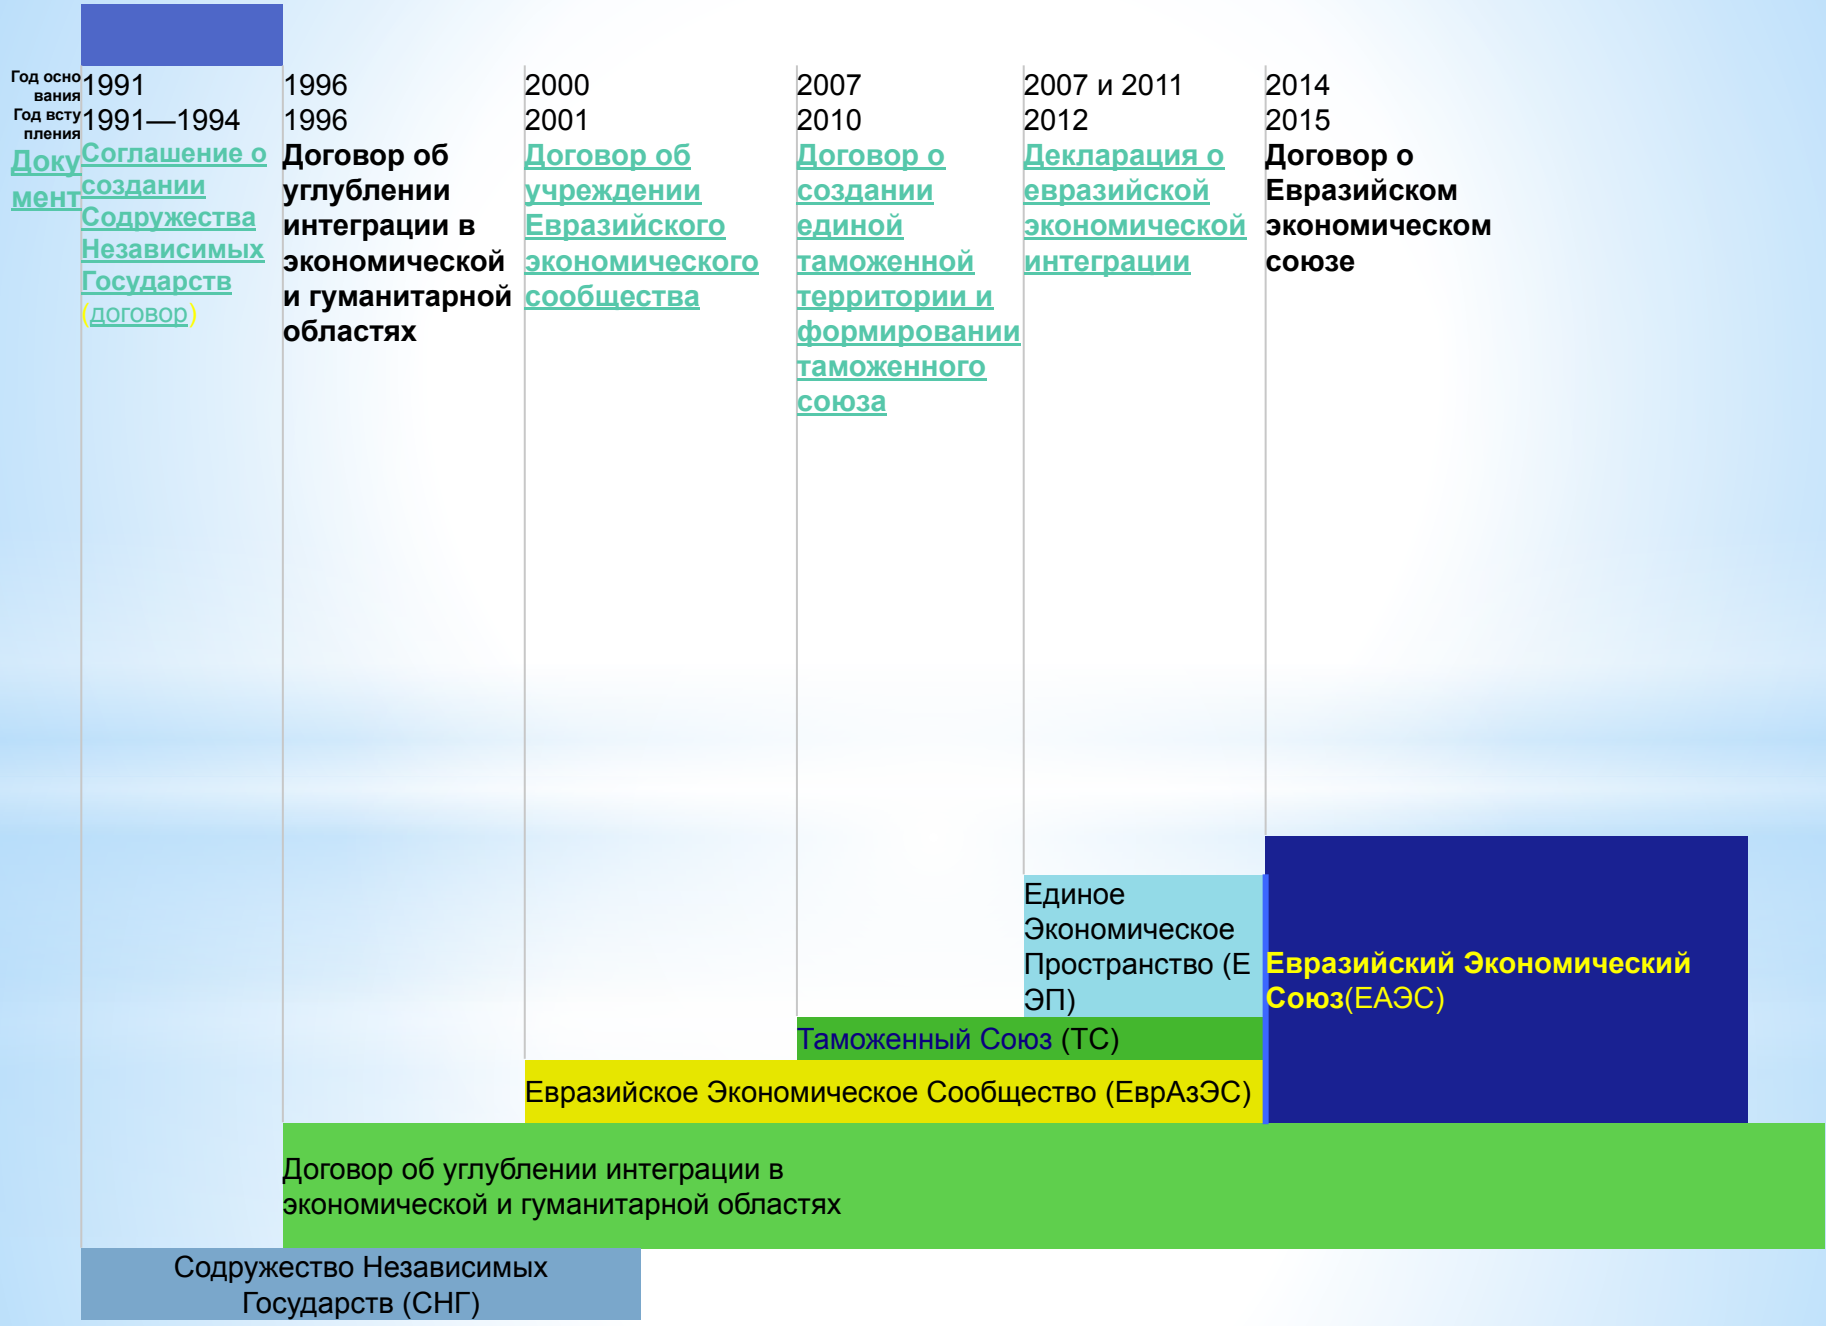 Год осно
вания
1991
1996
2000
2007
2007 и 2011
2014
Год всту
пления
1991—1994
1996
2001
2010
2012
2015
Доку
мент
Соглашение о
создании
Содружества
Независимых
Государств
(договор)
Договор об
углублении
интеграции в
экономической
и гуманитарной
областях
Договор об
учреждении
Евразийского
экономического
сообщества
Договор о
создании
единой
таможенной
территории и
формировании
таможенного
союза
Декларация о
евразийской
экономической
интеграции
Договор о
Евразийском
экономическом
союзе
Единое
Экономическое
Пространство (Е
ЭП)
Евразийский Экономический
Союз(ЕАЭС)
Таможенный Союз (ТС)
Евразийское Экономическое Сообщество (ЕврАзЭС)
Договор об углублении интеграции в
экономической и гуманитарной областях
Содружество Независимых
Государств (СНГ)